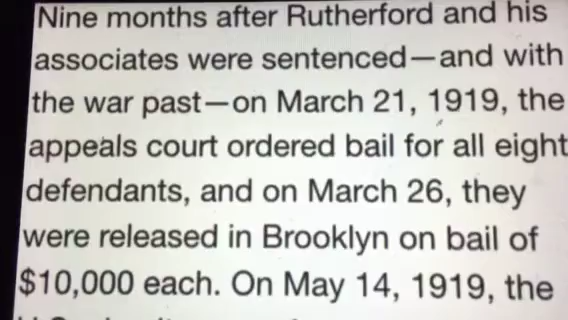 Nine months after Rutherford and his
associates were sentenced—and with
the war past—on March 21, 1919, the
appeals court ordered bail for all eight
defendants, and on March 26, they
were released in Brooklyn on bail of
$10,000 each. On May 14, 1919, the